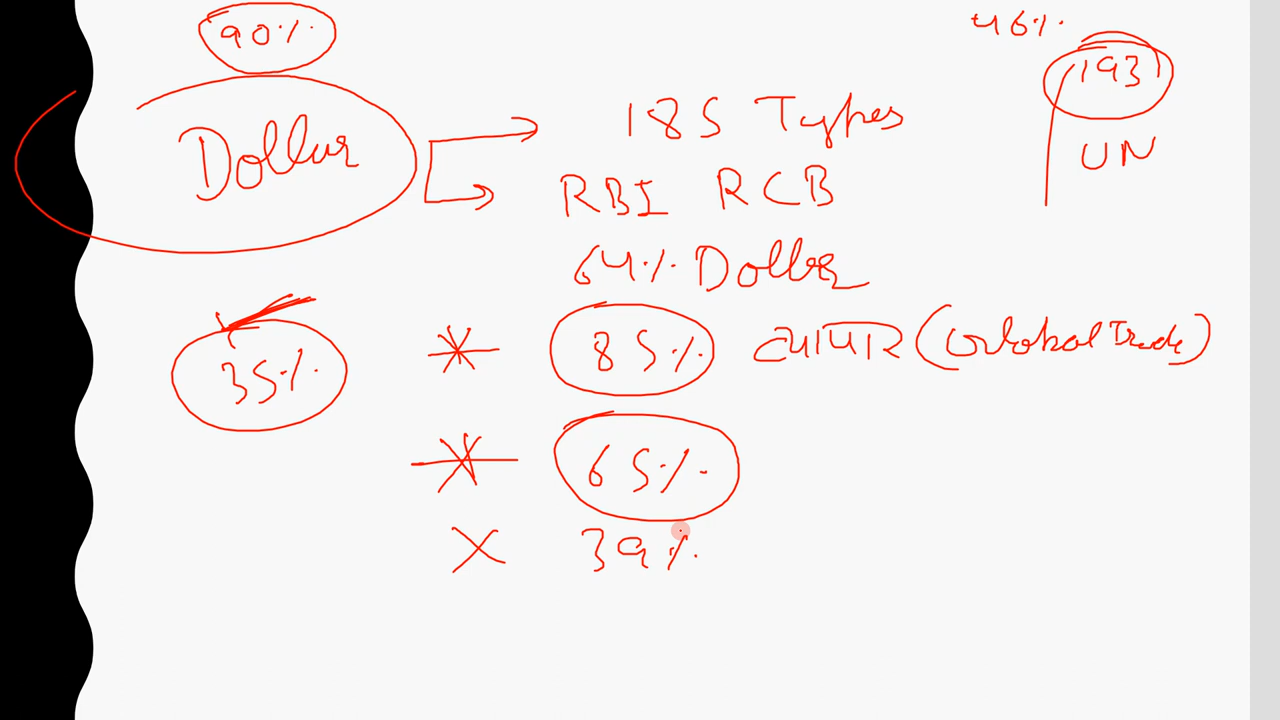 90% 46%
193
Dollar 185 Types UN
RBI RCB
64% Dollar
35% 85% व्यापार (Global Trade)
65%
39%